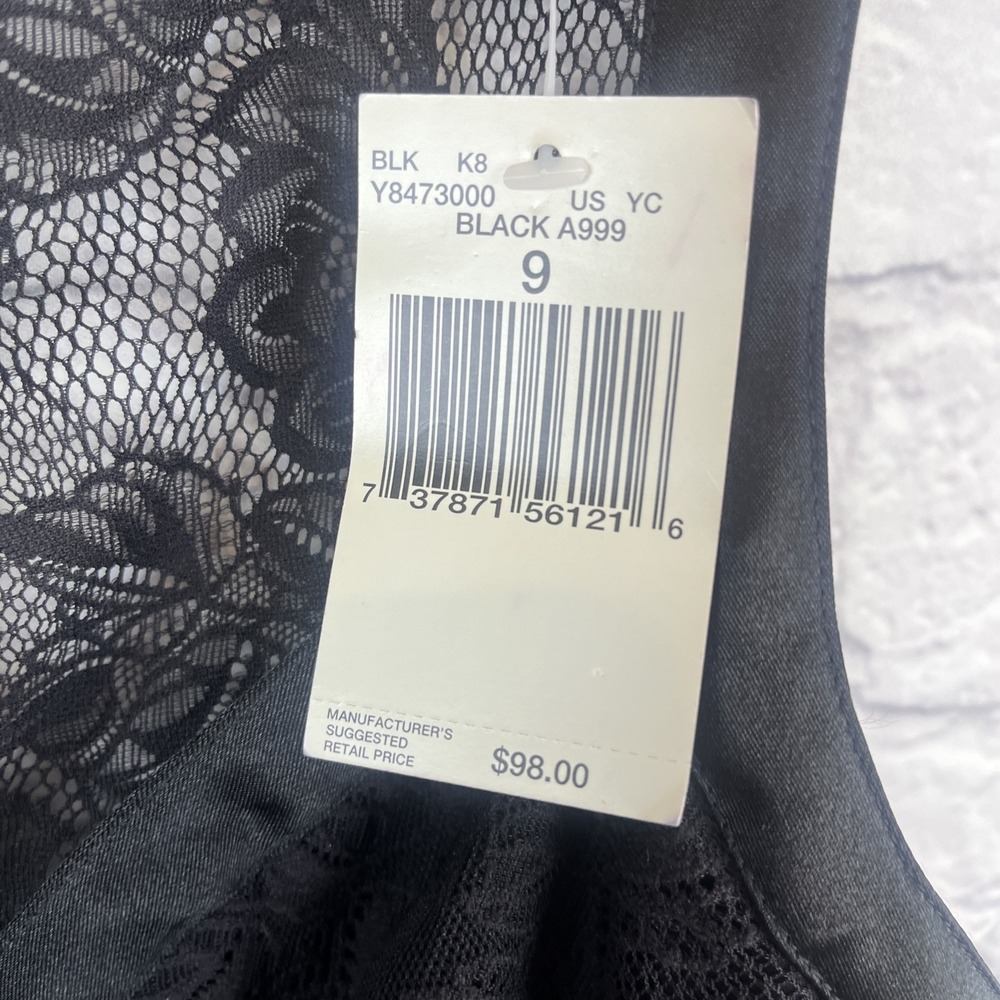 BLK K8
Y8473000 US YC
BLACK A999
9
7 37871 56121 6
MANUFACTURER'S
SUGGESTED
RETAIL PRICE $98.00